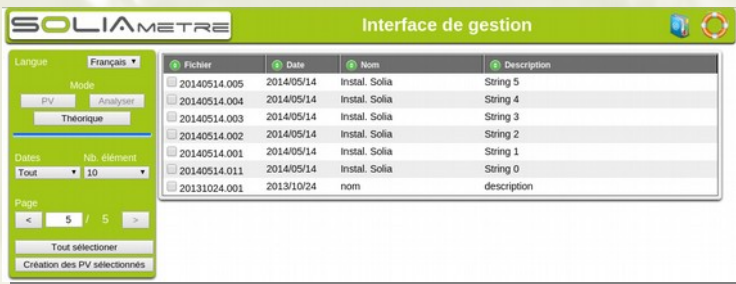 SOLIAMETRE
Interface de gestion
Langue Français
Mode
PV Analyser
Théorique
Dates Nb. élément
Tout 10
Page
< 5 / 5 >
Tout sélectioner
Création des PV sélectionnés
Fichier Date Nom Description
20140514.005 2014/05/14 Instal. Solia String 5
20140514.004 2014/05/14 Instal. Solia String 4
20140514.003 2014/05/14 Instal. Solia String 3
20140514.002 2014/05/14 Instal. Solia String 2
20140514.001 2014/05/14 Instal. Solia String 1
20140514.011 2014/05/14 Instal. Solia String 0
20131024.001 2013/10/24 nom description